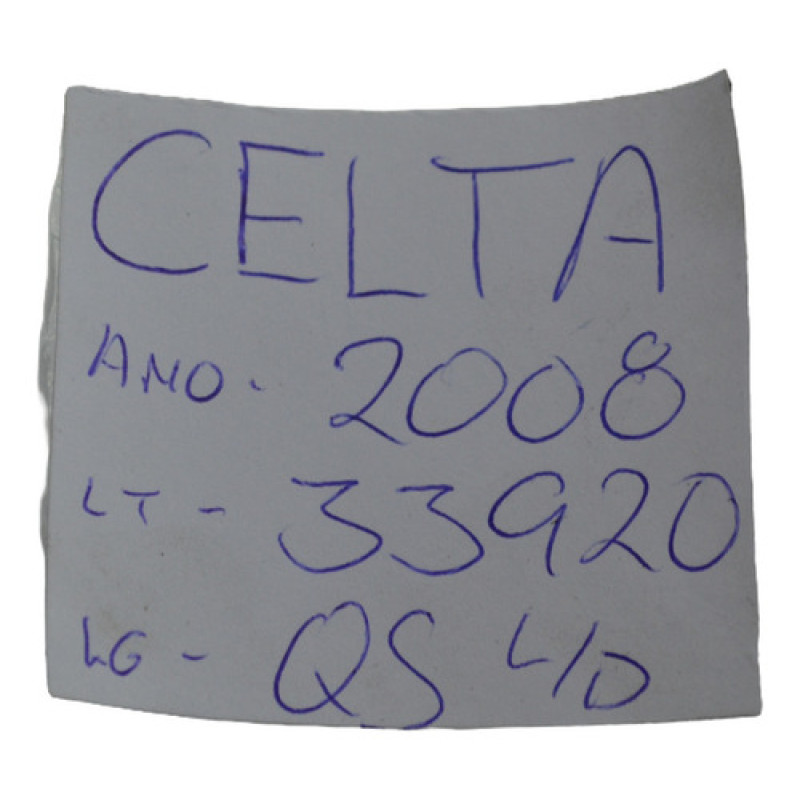 CELTA
ANO - 2008
LT - 33920
LG - QS L/D